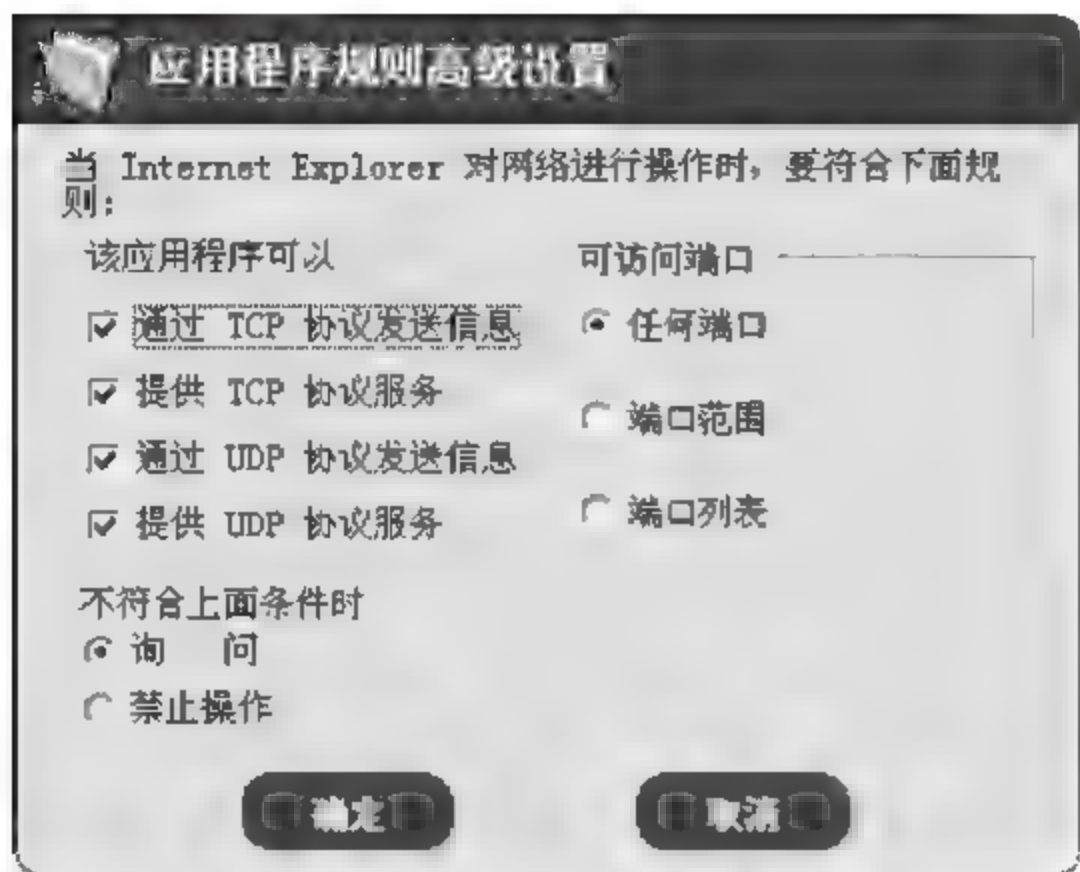 应用程序规则高级设置
当 Internet Explorer 对网络进行操作时，要符合下面规
则：
该应用程序可以
通过 TCP 协议发送信息
提供 TCP 协议服务
通过 UDP 协议发送信息
提供 UDP 协议服务
可访问端口
任何端口
端口范围
端口列表
不符合上面条件时
询 问
禁止操作
确定
取消